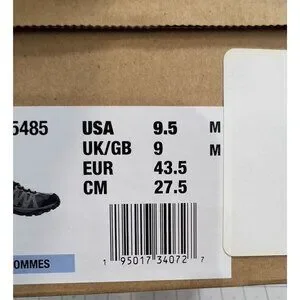 5485
USA 9.5 M
UK/GB 9 M
EUR 43.5
CM 27.5
OMMES
1 95017 34072 7